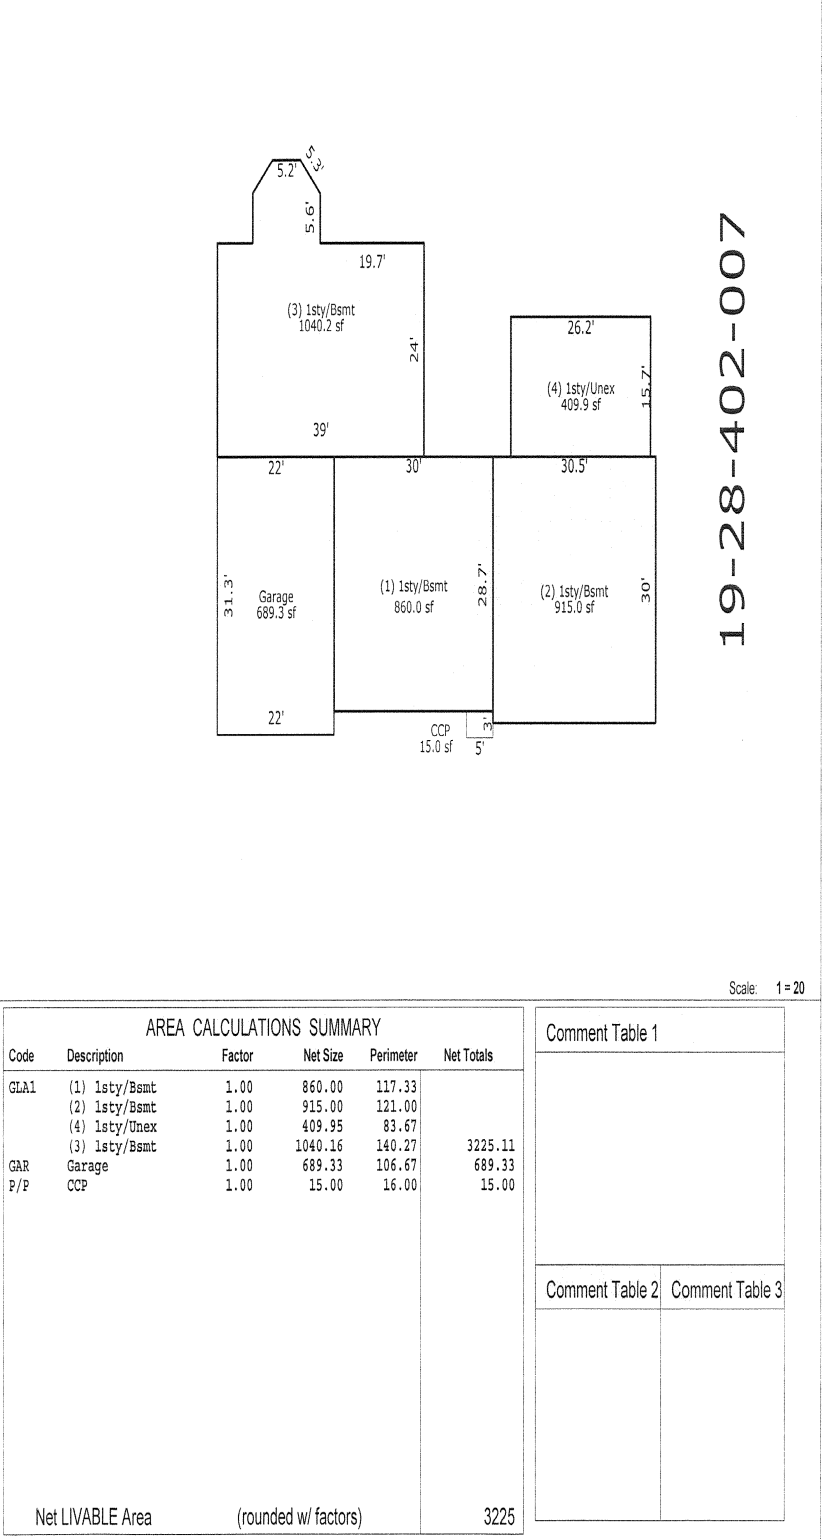 5.2'
5.3'
5.6'
19.7'
(3) 1sty/Bsmt
1040.2 sf
24'
39'
26.2'
(4) 1sty/Unex
409.9 sf
15.7'
19-28-402-007
22'
30'
30.5'
31.3'
Garage
689.3 sf
(1) 1sty/Bsmt
860.0 sf
28.7'
(2) 1sty/Bsmt
915.0 sf
30'
22'
CCP
15.0 sf
3'
5'
Scale: 1 = 20
AREA CALCULATIONS SUMMARY
Code Description Factor Net Size Perimeter Net Totals
GLA1 (1) 1sty/Bsmt 1.00 860.00 117.33
(2) 1sty/Bsmt 1.00 915.00 121.00
(4) 1sty/Unex 1.00 409.95 83.67
(3) 1sty/Bsmt 1.00 1040.16 140.27 3225.11
GAR Garage 1.00 689.33 106.67 689.33
P/P CCP 1.00 15.00 16.00 15.00
Net LIVABLE Area (rounded w/ factors) 3225
Comment Table 1
Comment Table 2 Comment Table 3